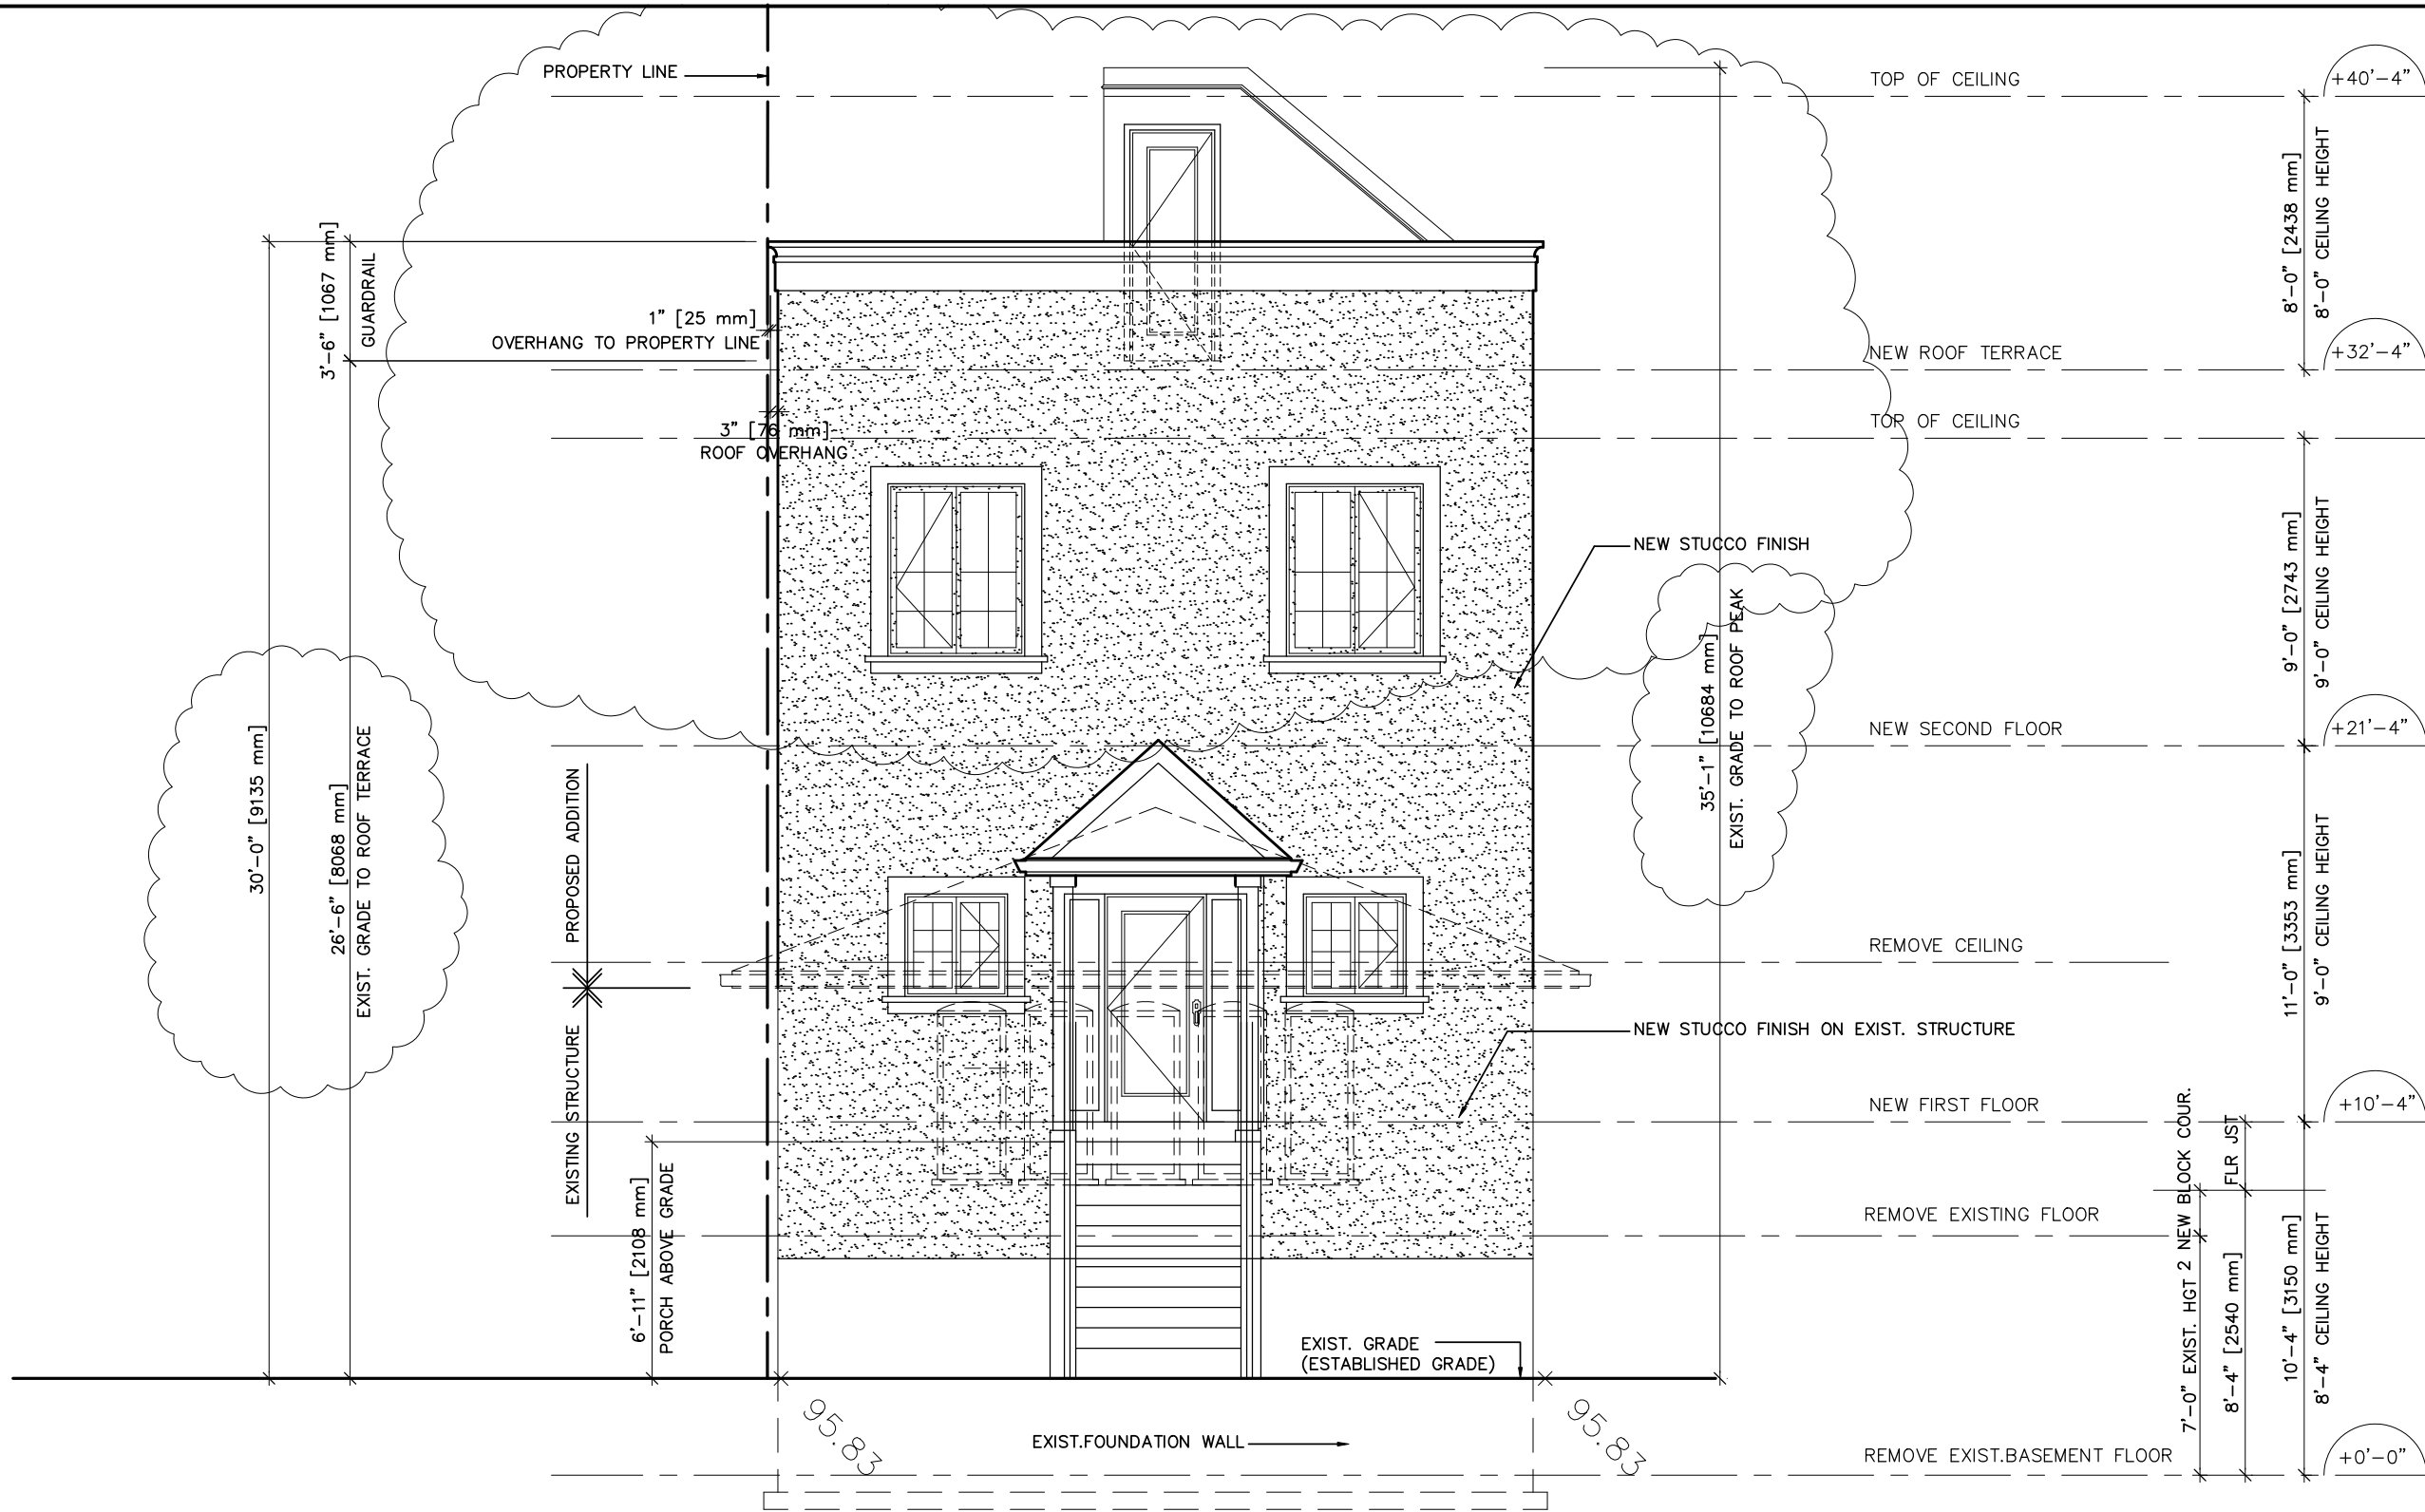 PROPERTY LINE
TOP OF CEILING
+40'-4"
3'-6" [1067 mm]
GUARDRAIL
8'-0" [2438 mm]
8'-0" CEILING HEIGHT
1" [25 mm]
OVERHANG TO PROPERTY LINE
NEW ROOF TERRACE
+32'-4"
3" [76 mm]
ROOF OVERHANG
TOP OF CEILING
NEW STUCCO FINISH
9'-0" [2743 mm]
9'-0" CEILING HEIGHT
30'-0" [9135 mm]
26'-6" [8068 mm]
EXIST. GRADE TO ROOF TERRACE
35'-1" [10684 mm]
EXIST. GRADE TO ROOF PEAK
NEW SECOND FLOOR
+21'-4"
PROPOSED ADDITION
EXISTING STRUCTURE
REMOVE CEILING
11'-0" [3353 mm]
9'-0" CEILING HEIGHT
NEW STUCCO FINISH ON EXIST. STRUCTURE
NEW FIRST FLOOR
+10'-4"
6'-11" [2108 mm]
PORCH ABOVE GRADE
REMOVE EXISTING FLOOR
7'-0" EXIST. HGT 2 NEW BLOCK COUR.
8'-4" [2540 mm]
FLR JST
10'-4" [3150 mm]
8'-4" CEILING HEIGHT
EXIST. GRADE
(ESTABLISHED GRADE)
95.83
95.83
EXIST.FOUNDATION WALL
REMOVE EXIST.BASEMENT FLOOR
+0'-0"